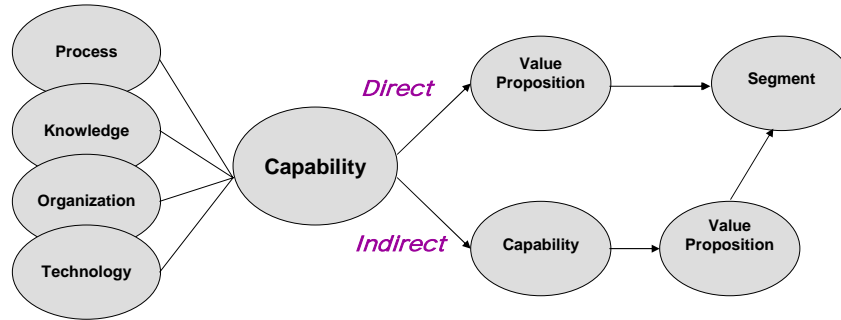 Process
Knowledge
Organization
Technology
Capability
Direct
Indirect
Value
Proposition
Segment
Capability
Value
Proposition